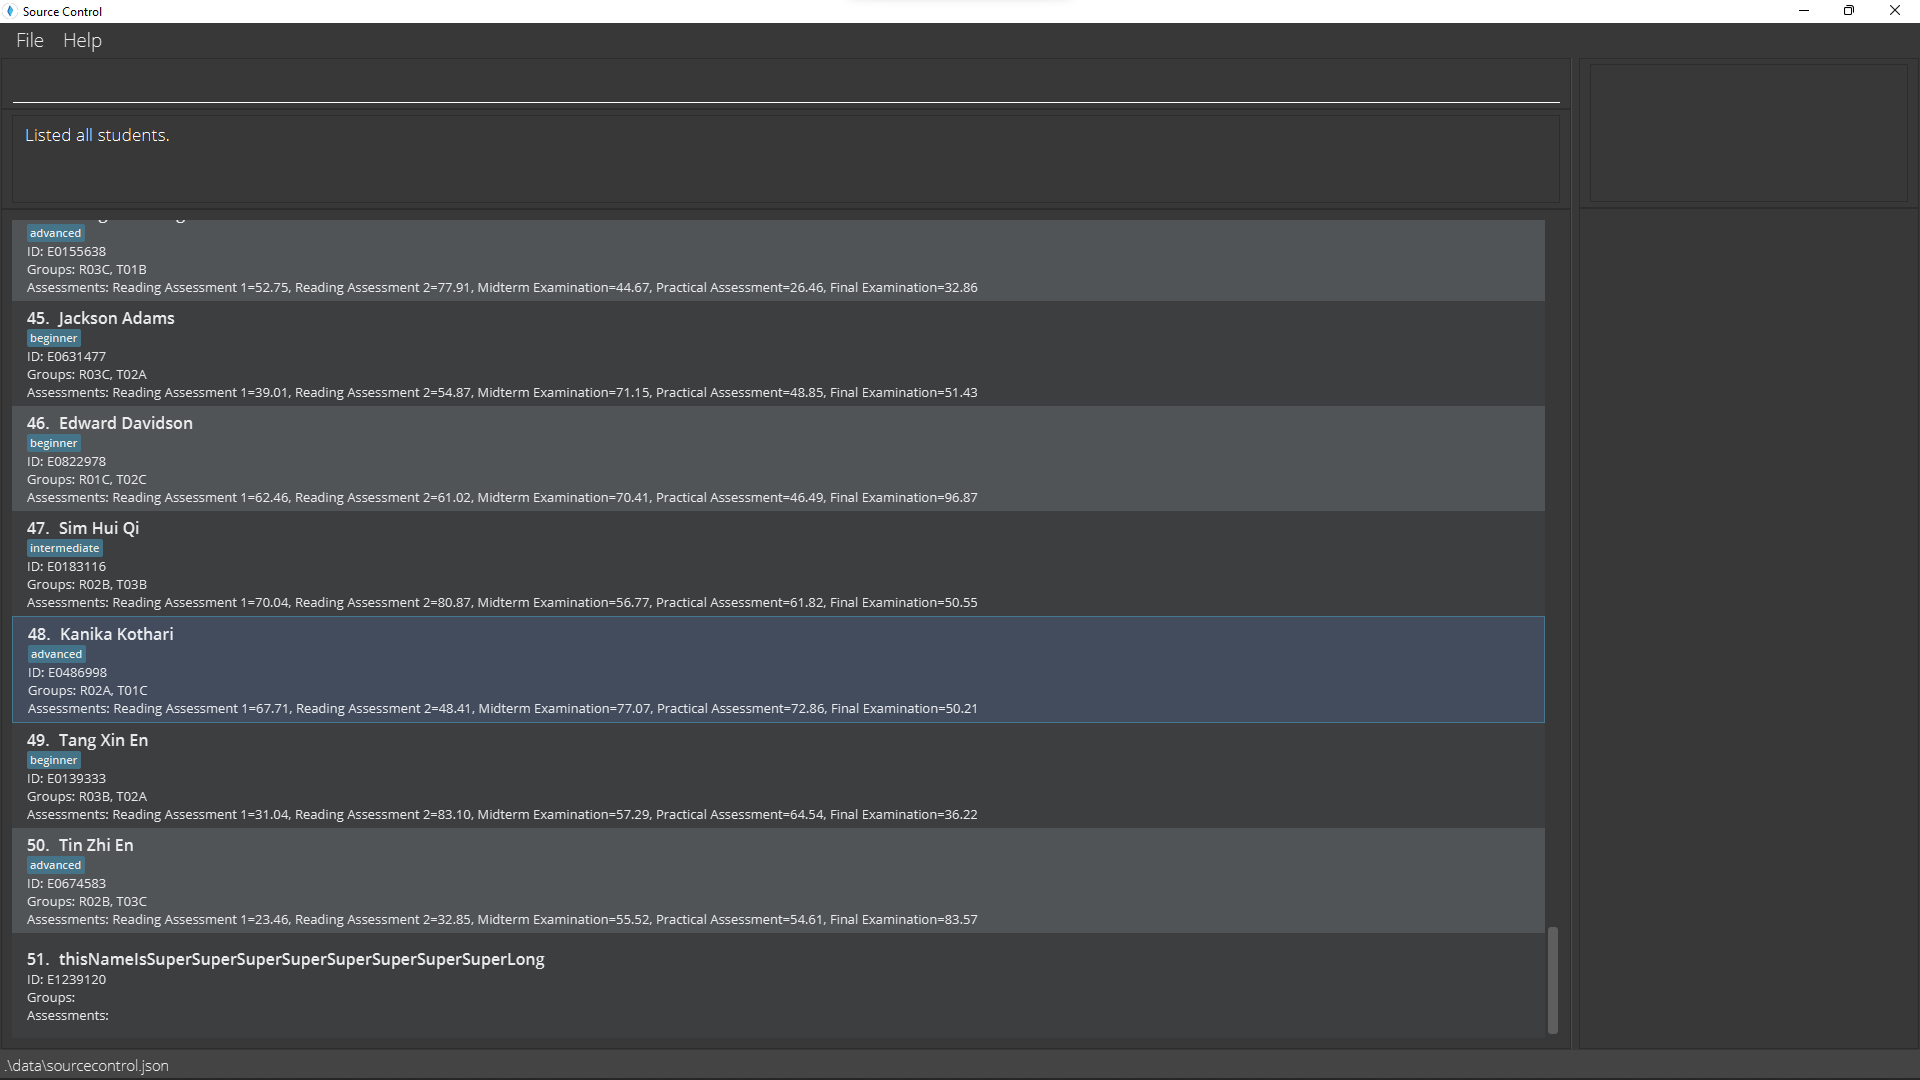 Source Control
File Help
Listed all students.
advanced
ID: E0155638
Groups: R03C, T01B
Assessments: Reading Assessment 1=52.75, Reading Assessment 2=77.91, Midterm Examination=44.67, Practical Assessment=26.46, Final Examination=32.86
45. Jackson Adams
beginner
ID: E0631477
Groups: R03C, T02A
Assessments: Reading Assessment 1=39.01, Reading Assessment 2=54.87, Midterm Examination=71.15, Practical Assessment=48.85, Final Examination=51.43
46. Edward Davidson
beginner
ID: E0822978
Groups: R01C, T02C
Assessments: Reading Assessment 1=62.46, Reading Assessment 2=61.02, Midterm Examination=70.41, Practical Assessment=46.49, Final Examination=96.87
47. Sim Hui Qi
intermediate
ID: E0183116
Groups: R02B, T03B
Assessments: Reading Assessment 1=70.04, Reading Assessment 2=80.87, Midterm Examination=56.77, Practical Assessment=61.82, Final Examination=50.55
48. Kanika Kothari
advanced
ID: E0486998
Groups: R02A, T01C
Assessments: Reading Assessment 1=67.71, Reading Assessment 2=48.41, Midterm Examination=77.07, Practical Assessment=72.86, Final Examination=50.21
49. Tang Xin En
beginner
ID: E0139333
Groups: R03B, T02A
Assessments: Reading Assessment 1=31.04, Reading Assessment 2=83.10, Midterm Examination=57.29, Practical Assessment=64.54, Final Examination=36.22
50. Tin Zhi En
advanced
ID: E0674583
Groups: R02B, T03C
Assessments: Reading Assessment 1=23.46, Reading Assessment 2=32.85, Midterm Examination=55.52, Practical Assessment=54.61, Final Examination=83.57
51. thisNameIsSuperSuperSuperSuperSuperSuperSuperSuperLong
ID: E1239120
Groups:
Assessments:
.\data\sourcecontrol.json